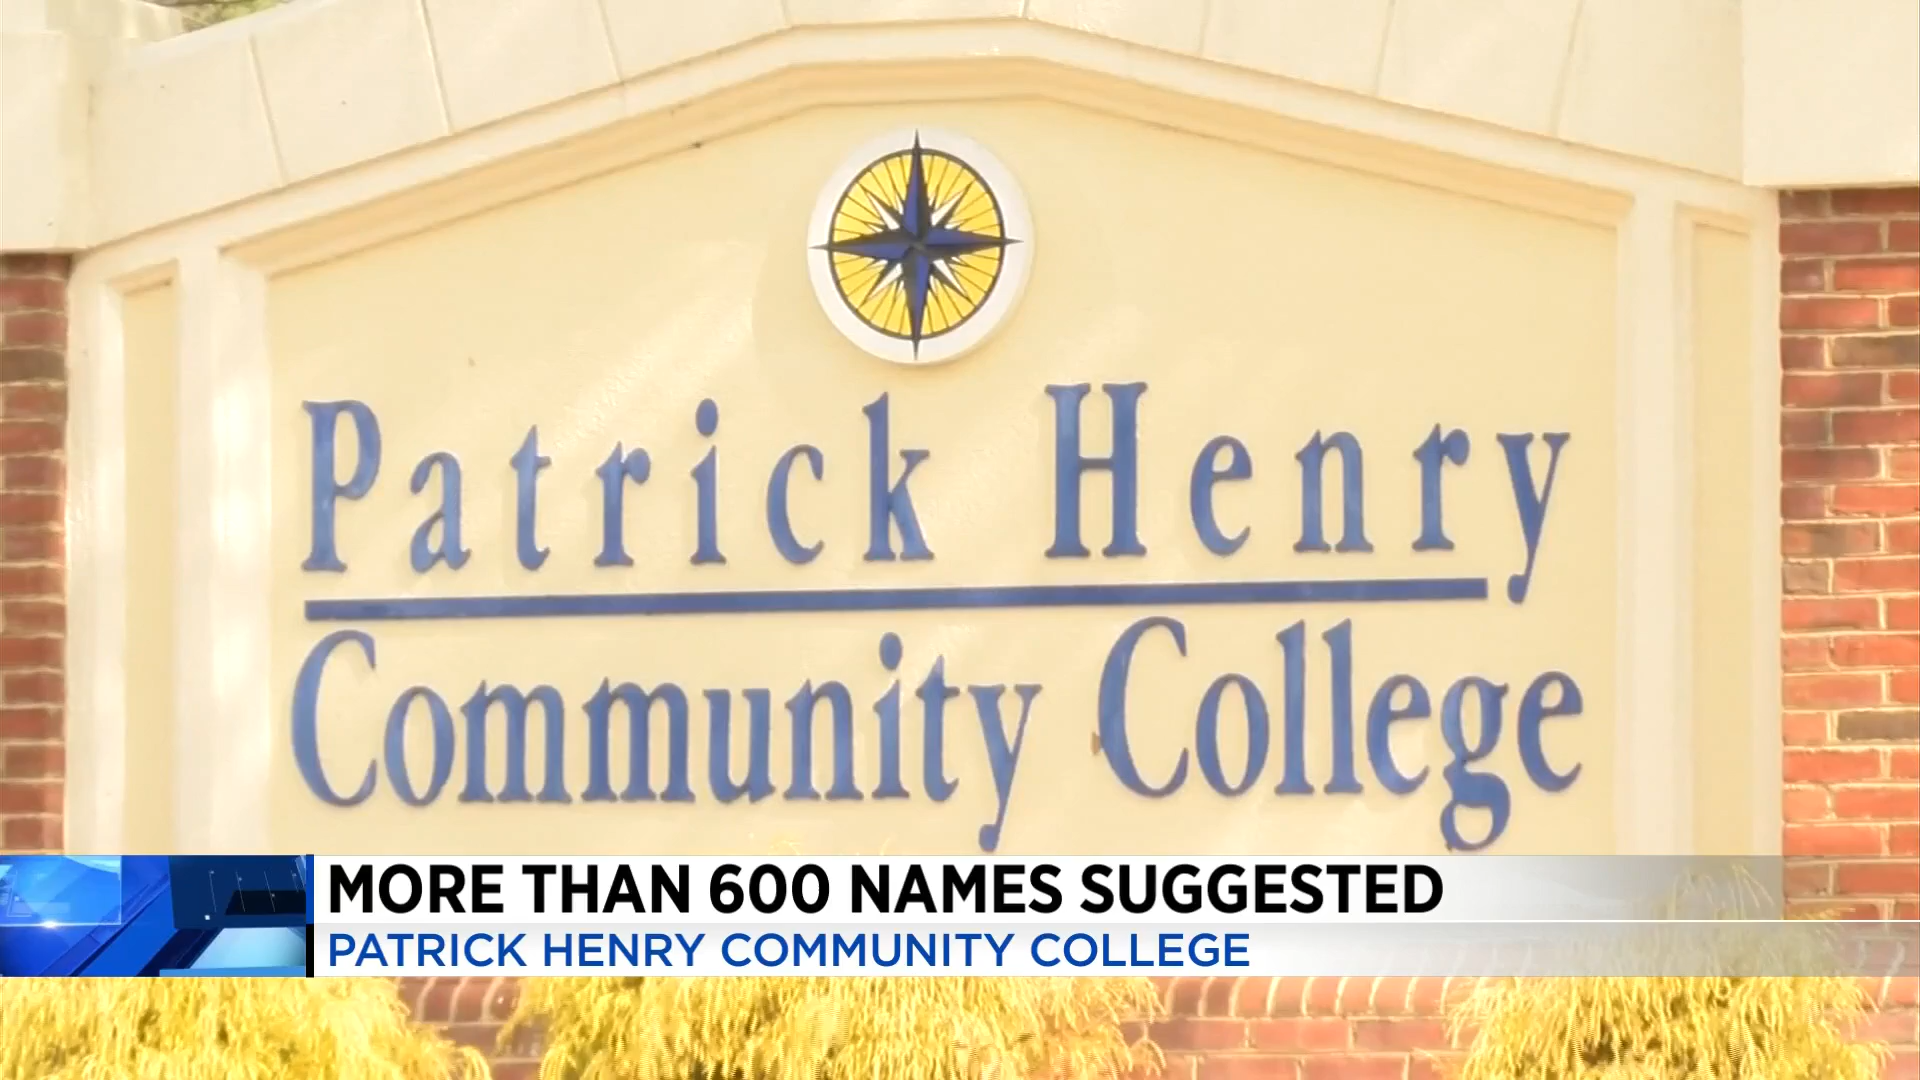 Patrick Henry
Community College
MORE THAN 600 NAMES SUGGESTED
PATRICK HENRY COMMUNITY COLLEGE